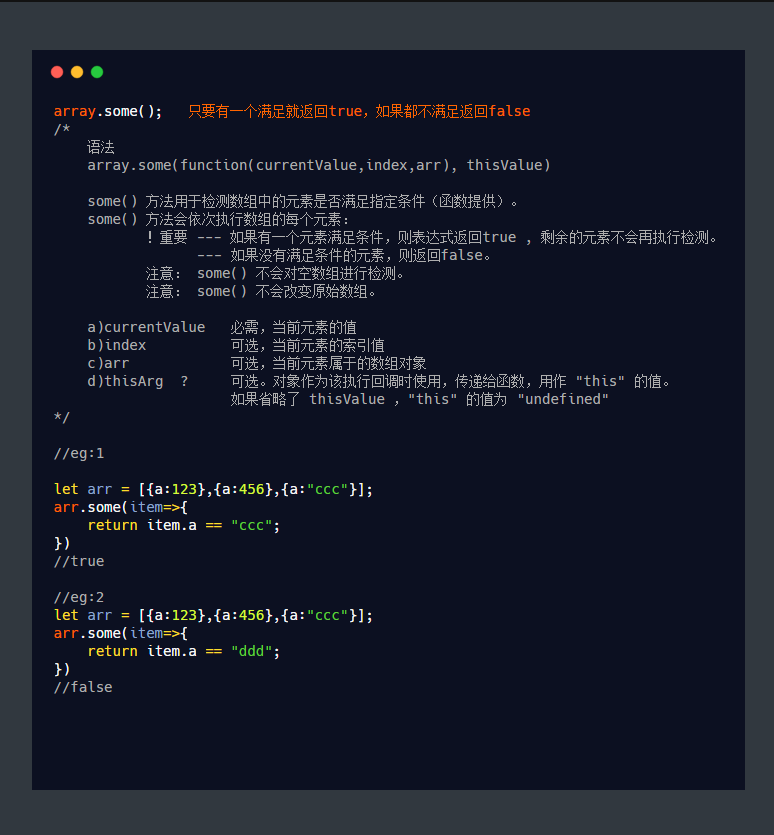 array.some();   只要有一个满足就返回true，如果都不满足返回false
/*
    语法
    array.some(function(currentValue,index,arr), thisValue)
    some() 方法用于检测数组中的元素是否满足指定条件（函数提供）。
    some() 方法会依次执行数组的每个元素：
           ！重要 --- 如果有一个元素满足条件，则表达式返回true , 剩余的元素不会再执行检测。
                 --- 如果没有满足条件的元素，则返回false。
           注意： some() 不会对空数组进行检测。
           注意： some() 不会改变原始数组。
    a)currentValue   必需，当前元素的值
    b)index          可选，当前元素的索引值
    c)arr            可选，当前元素属于的数组对象
    d)thisArg  ?     可选。对象作为该执行回调时使用，传递给函数，用作 "this" 的值。
                     如果省略了 thisValue ，"this" 的值为 "undefined"
*/
//eg:1
let arr = [{a:123},{a:456},{a:"ccc"}];
arr.some(item=>{
    return item.a == "ccc";
})
//true
//eg:2
let arr = [{a:123},{a:456},{a:"ccc"}];
arr.some(item=>{
    return item.a == "ddd";
})
//false